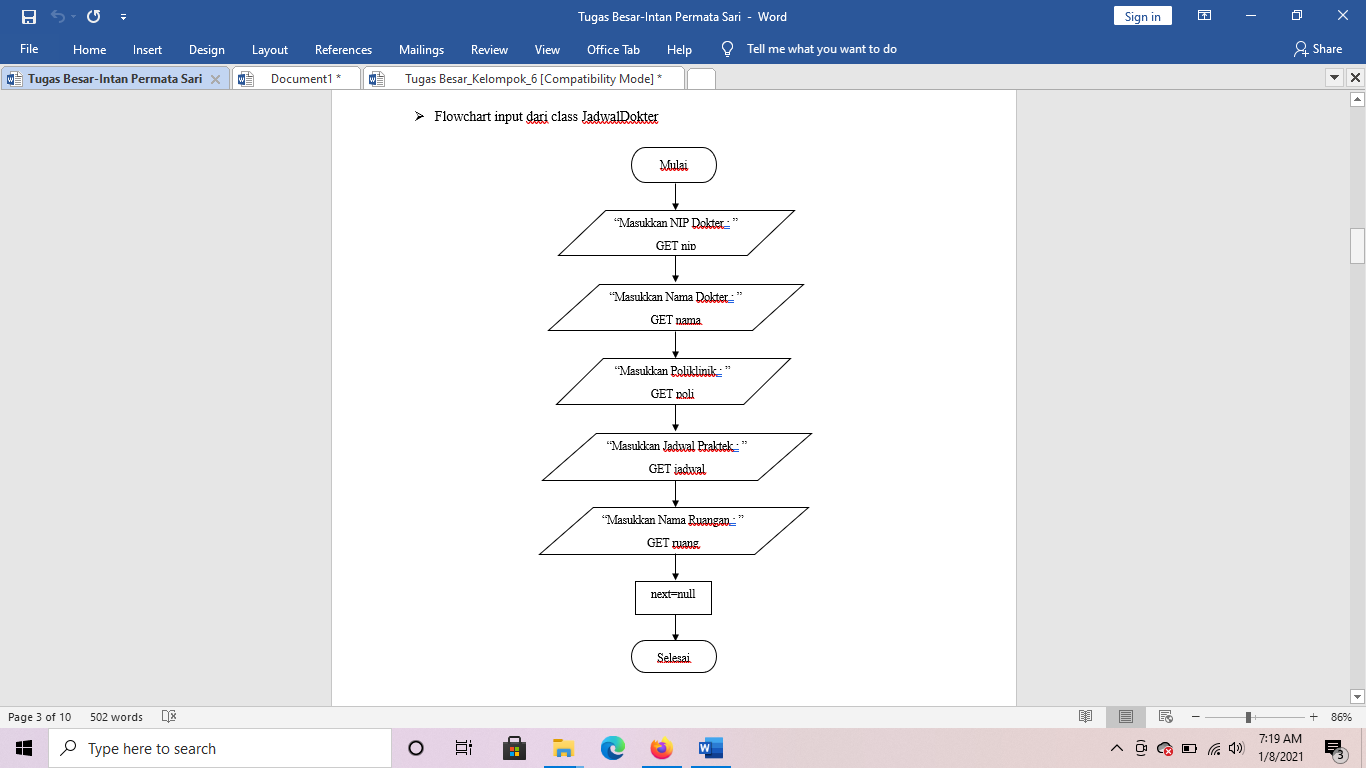 Tugas Besar-Intan Permata Sari - Word
Sign in
File Home Insert Design Layout References Mailings Review View Office Tab Help Tell me what you want to do Share
Tugas Besar-Intan Permata Sari Document1 * Tugas Besar_Kelompok_6 [Compatibility Mode] *
➢ Flowchart input dari class JadwalDokter
Mulai
“Masukkan NIP Dokter : ”
GET nip
“Masukkan Nama Dokter : ”
GET nama
“Masukkan Poliklinik : ”
GET poli
“Masukkan Jadwal Praktek : ”
GET jadwal
“Masukkan Nama Ruangan : ”
GET ruang
next=null
Selesai
Page 3 of 10 502 words 86%
Type here to search
7:19 AM
1/8/2021
3